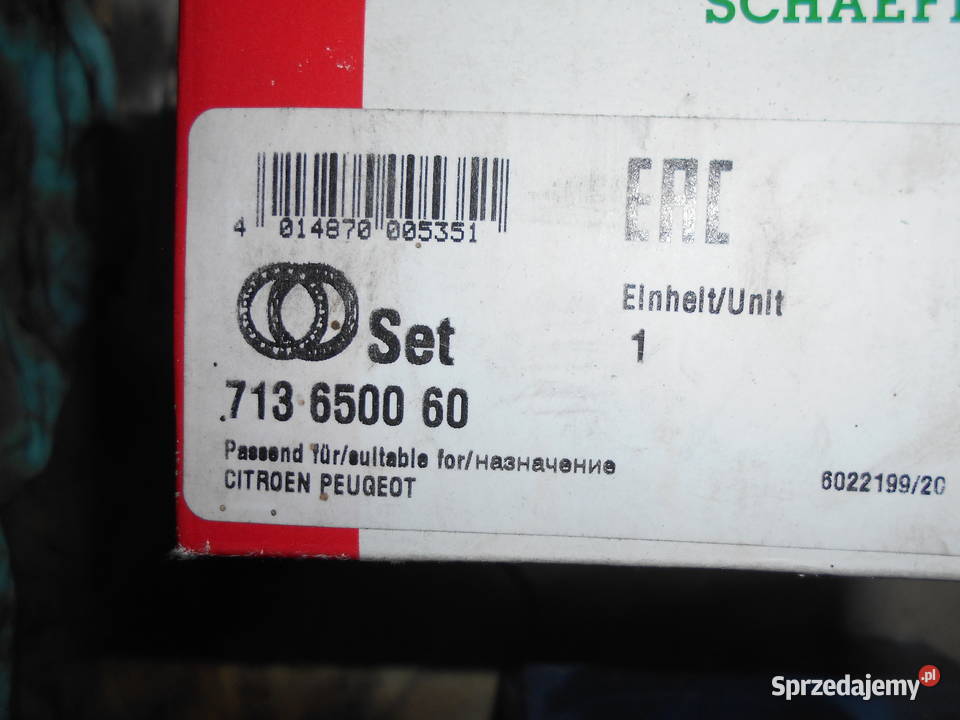 SCHAEFF
4 014870 005351
EAC
Einheit/Unit
1
Set
713 6500 60
Passend für/suitable for/назначение
CITROEN PEUGEOT
6022199/20
Sprzedajemy.pl